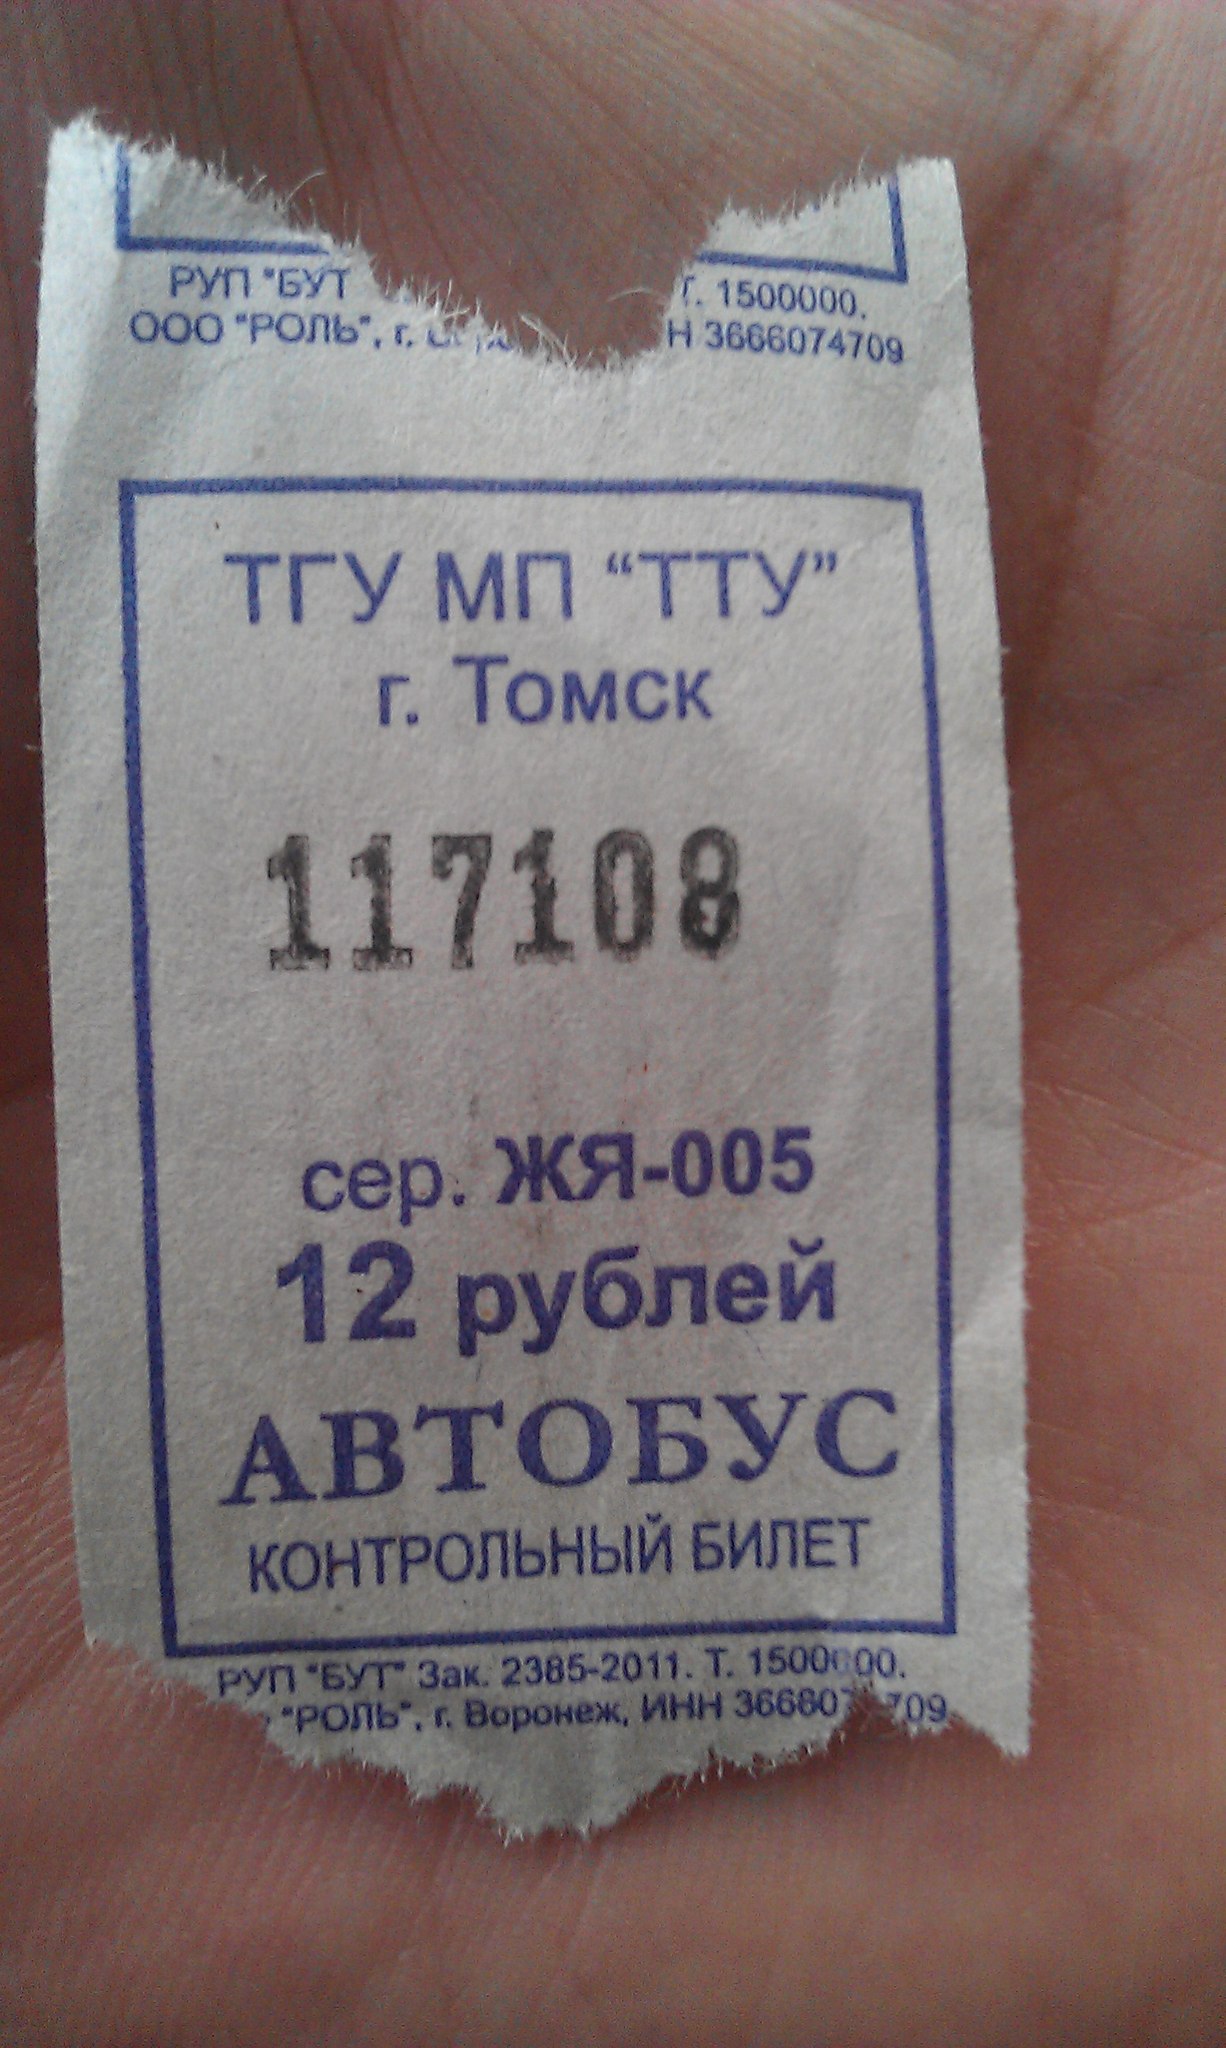 РУП "БУТ Т. 1500000.
ООО "РОЛЬ", г. Н 3666074709
ТГУ МП “ТТУ”
г. Томск
117108
сер. ЖЯ-005
12 рублей
АВТОБУС
КОНТРОЛЬНЫЙ БИЛЕТ
РУП "БУТ" Зак. 2385-2011. Т. 1500000.
"РОЛЬ", г. Воронеж, ИНН